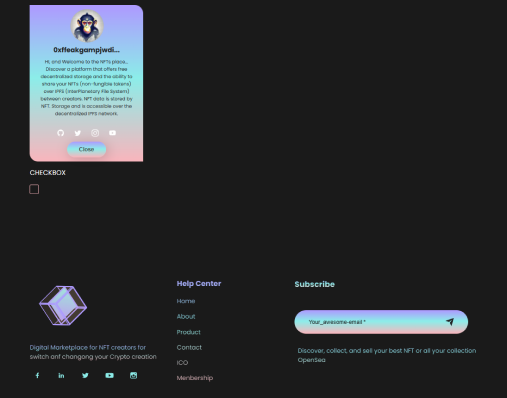 0xffeakgampjwdi...
Hi, and Welcome to the NFTs place...
Discover a platform that offers free
decentralized storage and the ability to
share your NFTs (non-fungible tokens)
over IPFS (InterPlanetary File System)
between creators. NFT data is stored by
NFT. Storage and is accessible over the
decentralized IPFS network.
Close
CHECKBOX
Digital Marketplace for NFT creators for
switch anf changong your Crypto creation
Help Center
Home
About
Product
Contact
ICO
Menbership
Subscribe
Your_awesome-email *
Discover, collect, and sell your best NFT or all your collection
OpenSea